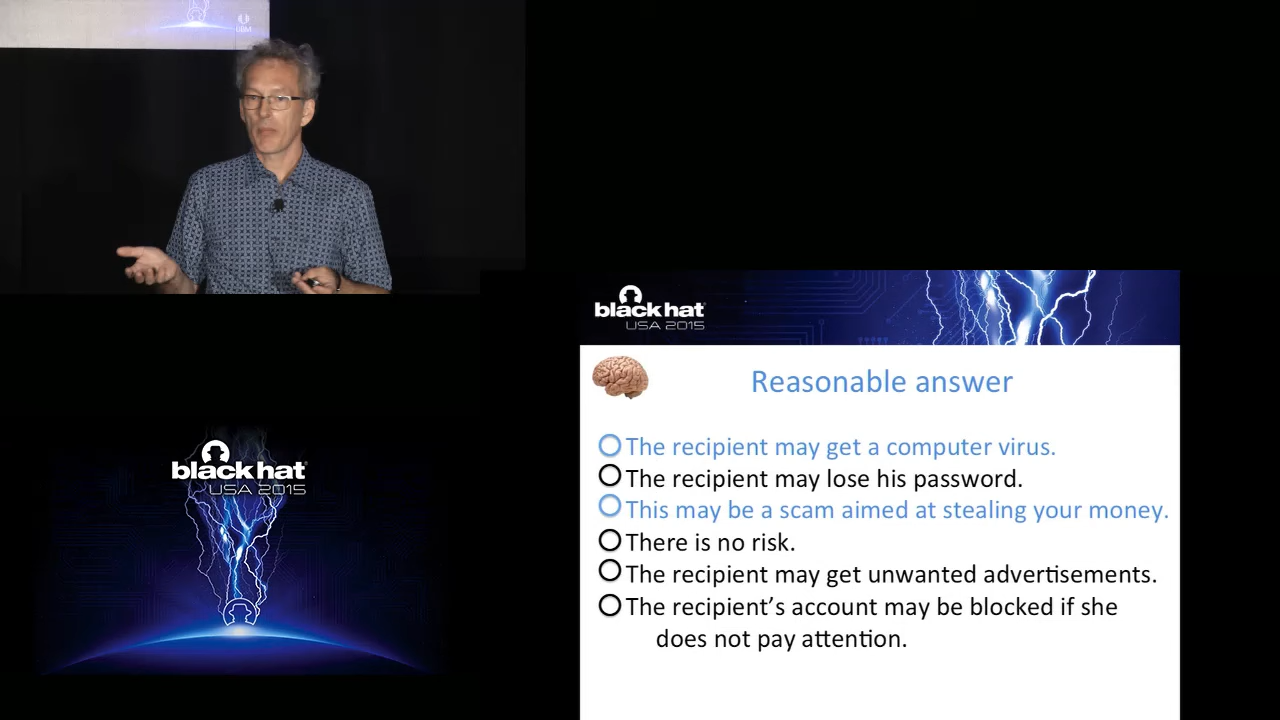 UBM
black hat
USA 2015
Reasonable answer
The recipient may get a computer virus.
The recipient may lose his password.
This may be a scam aimed at stealing your money.
There is no risk.
The recipient may get unwanted advertisements.
The recipient's account may be blocked if she
does not pay attention.
black hat
USA 2015